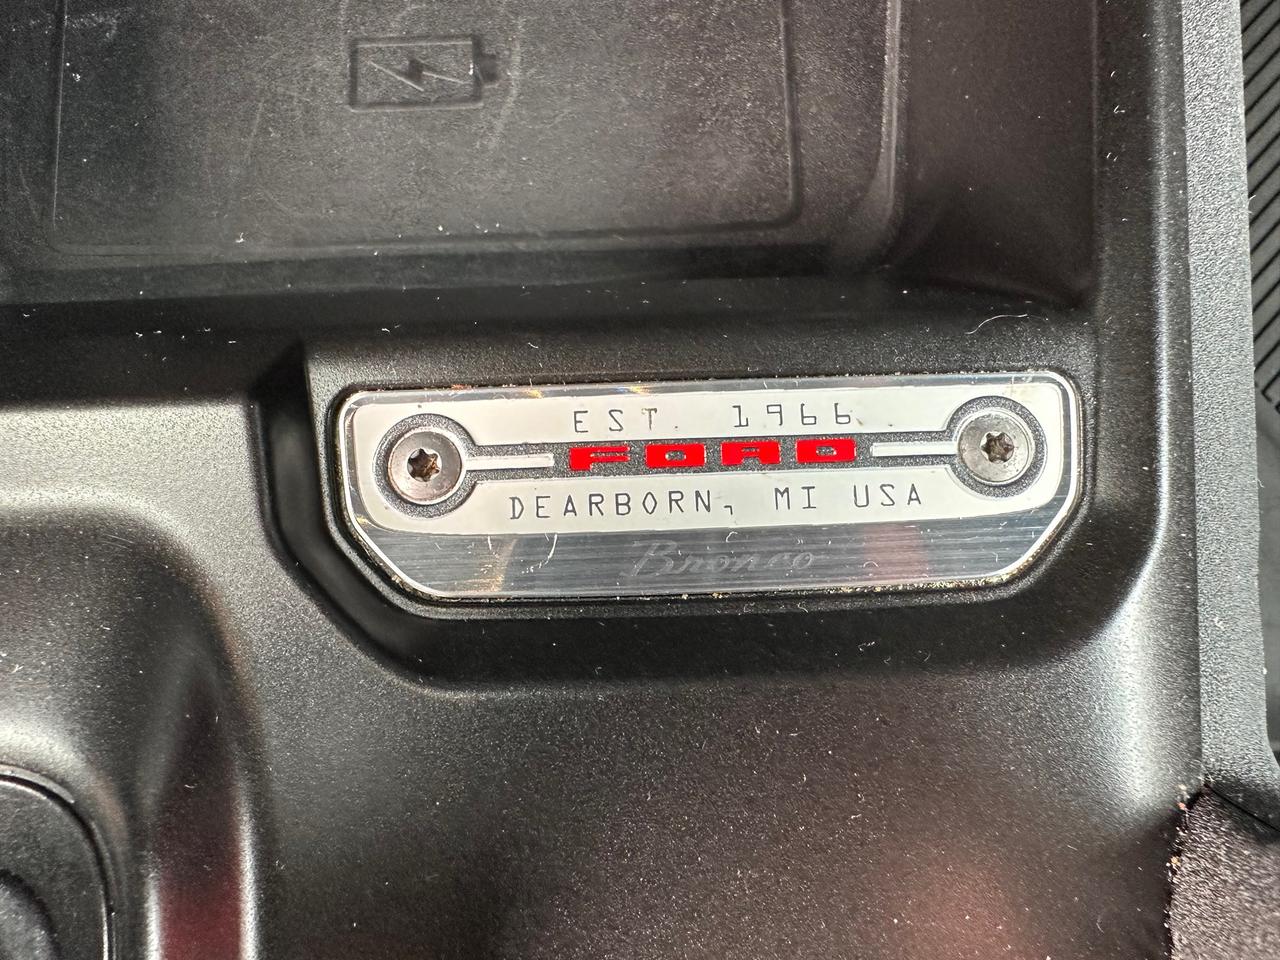 EST. 1966
FORD
DEARBORN, MI USA
Bronco